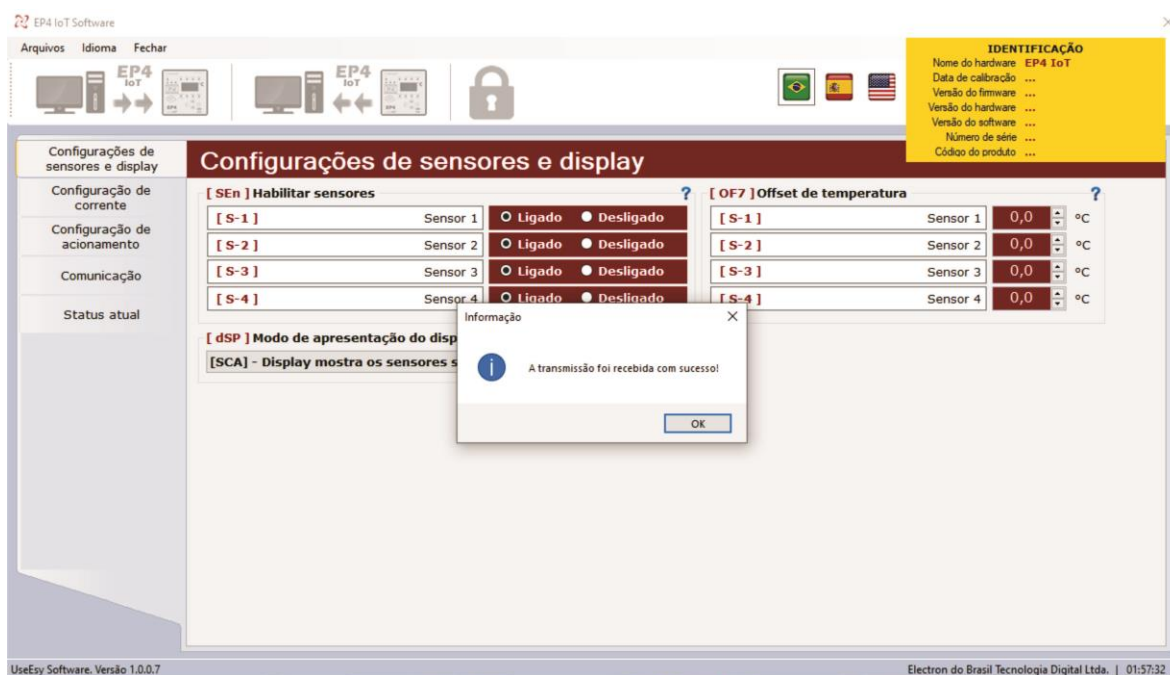 EP4 IoT Software
Arquivos Idioma Fechar
EP4
IoT
EP4
IoT
IDENTIFICAÇÃO
Nome do hardware EP4 IoT
Data de calibração ...
Versão do firmware ...
Versão do hardware ...
Versão do software ...
Número de série ...
Código do produto ...
Configurações de
sensores e display
Configuração de
corrente
Configuração de
acionamento
Comunicação
Status atual
Configurações de sensores e display
[ SEn ] Habilitar sensores ?
[ S-1 ] Sensor 1 Ligado Desligado
[ S-2 ] Sensor 2 Ligado Desligado
[ S-3 ] Sensor 3 Ligado Desligado
[ S-4 ] Sensor 4 Ligado Desligado
[ OF7 ] Offset de temperatura ?
[ S-1 ] Sensor 1 0,0 ºC
[ S-2 ] Sensor 2 0,0 ºC
[ S-3 ] Sensor 3 0,0 ºC
[ S-4 ] Sensor 4 0,0 ºC
[ dSP ] Modo de apresentação do disp
[SCA] - Display mostra os sensores s
Informação
A transmissão foi recebida com sucesso!
OK
UseEsy Software. Versão 1.0.0.7
Electron do Brasil Tecnologia Digital Ltda. | 01:57:32